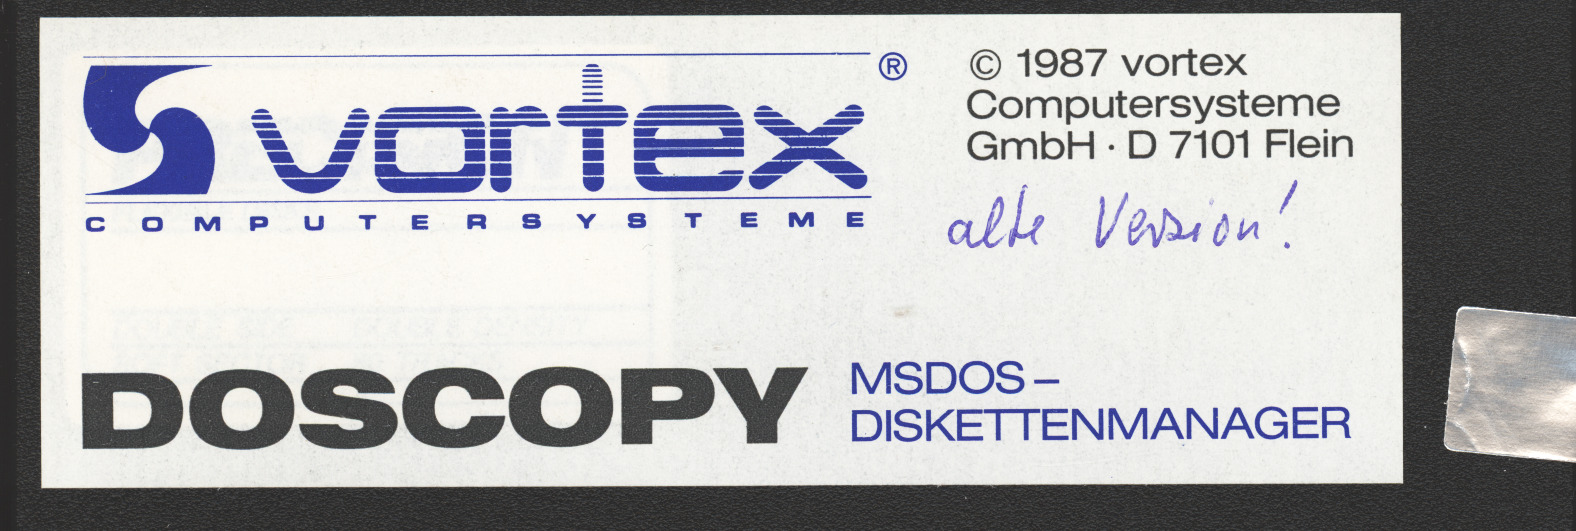 vortex ®
COMPUTERSYSTEME
© 1987 vortex
Computersysteme
GmbH · D 7101 Flein
alte Version!
DOSCOPY
MSDOS –
DISKETTENMANAGER